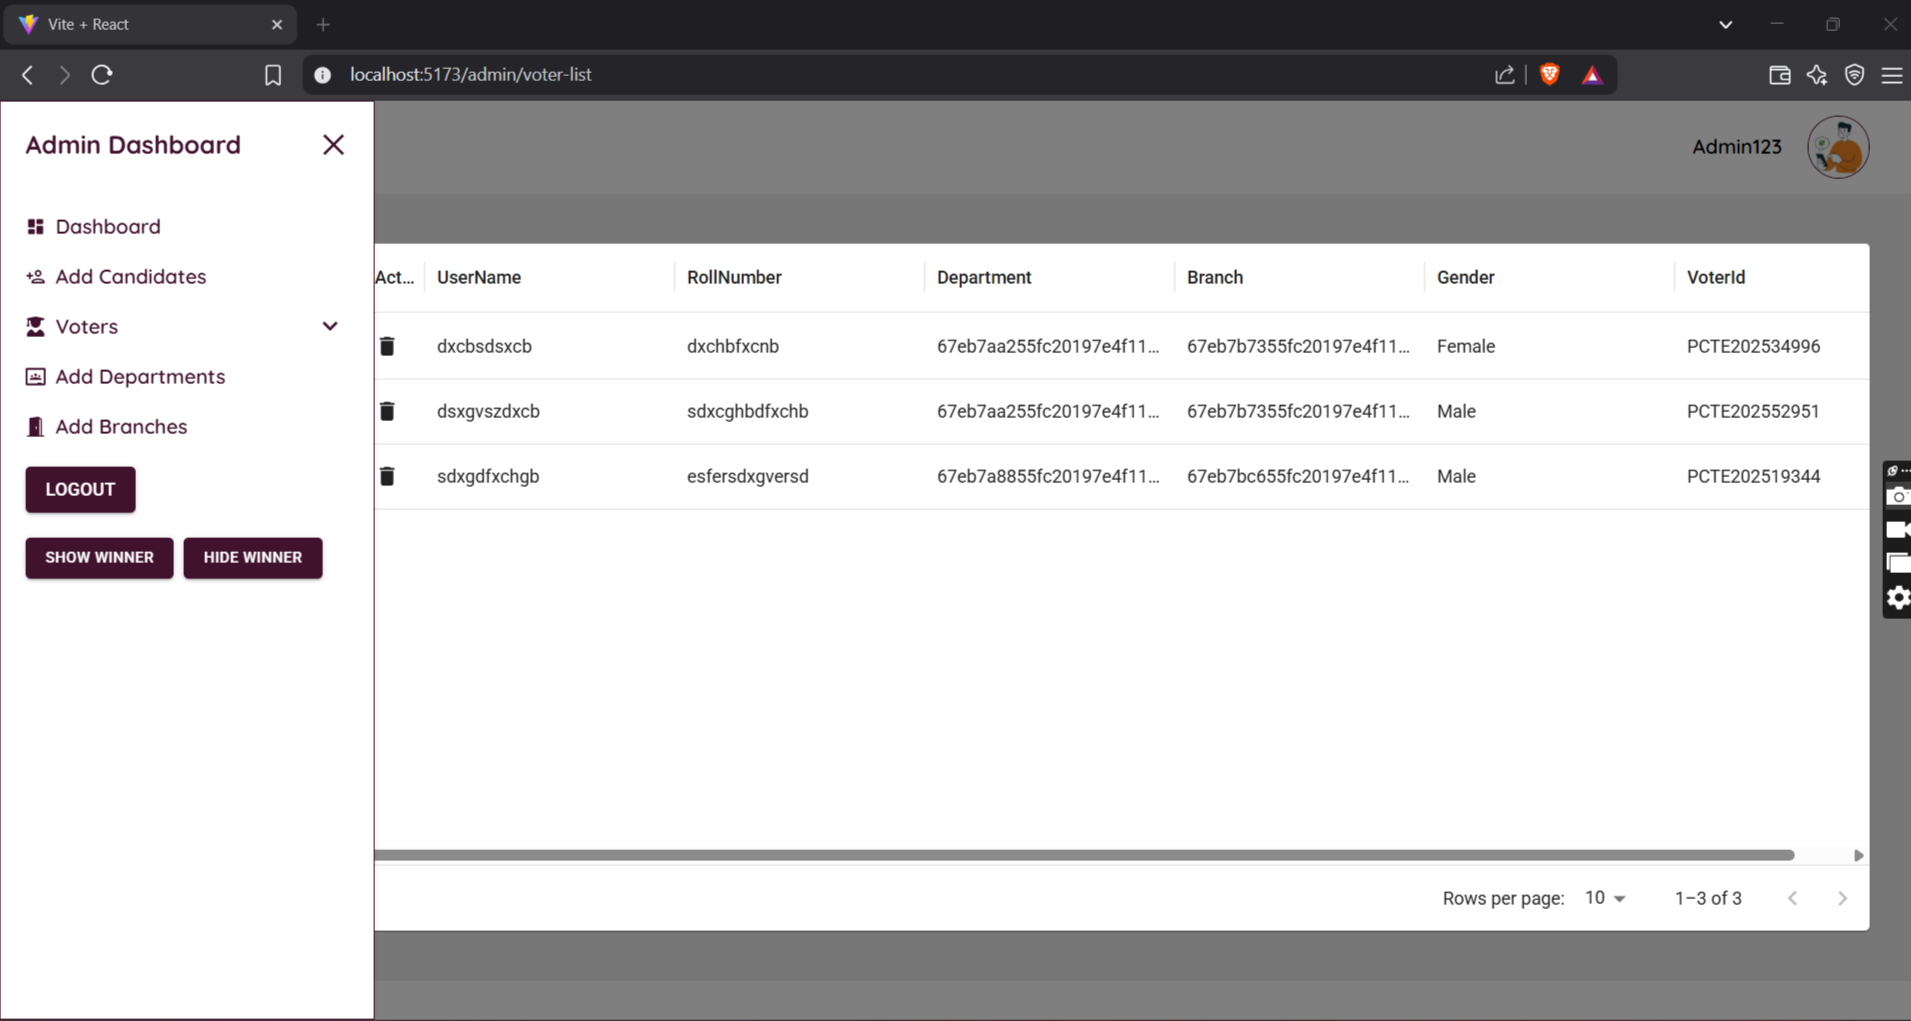 Vite + React
localhost:5173/admin/voter-list
Admin Dashboard
Admin123
Dashboard
Add Candidates
Voters
Add Departments
Add Branches
LOGOUT
SHOW WINNER HIDE WINNER
Act... UserName RollNumber Department Branch Gender VoterId
dxcbsdsxcb dxchbfxcnb 67eb7aa255fc20197e4f11... 67eb7b7355fc20197e4f11... Female PCTE202534996
dsxgvszdxcb sdxcghbdfxchb 67eb7aa255fc20197e4f11... 67eb7b7355fc20197e4f11... Male PCTE202552951
sdxgdfxchgb esfersdxgversd 67eb7a8855fc20197e4f11... 67eb7bc655fc20197e4f11... Male PCTE202519344
Rows per page: 10 1–3 of 3